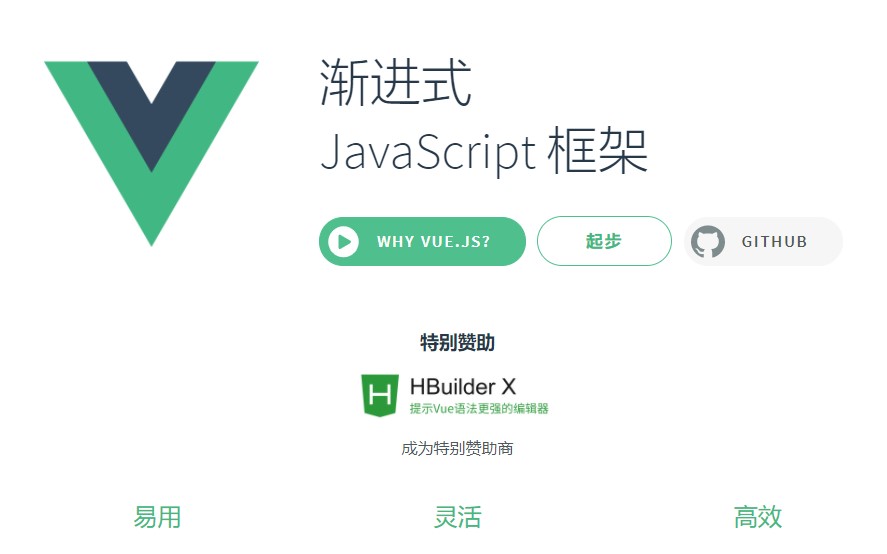 渐进式
JavaScript 框架
WHY VUE.JS?
起步
GITHUB
特别赞助
H
HBuilder X
提示Vue语法更强的编辑器
成为特别赞助商
易用
灵活
高效